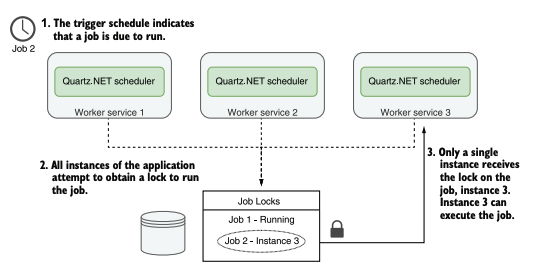 1. The trigger schedule indicates
that a job is due to run.
Job 2
Quartz.NET scheduler
Quartz.NET scheduler
Quartz.NET scheduler
Worker service 1
Worker service 2
Worker service 3
2. All instances of the application
attempt to obtain a lock to run
the job.
3. Only a single
instance receives
the lock on the
job, instance 3.
Instance 3 can
execute the job.
Job Locks
Job 1 - Running
Job 2 - Instance 3